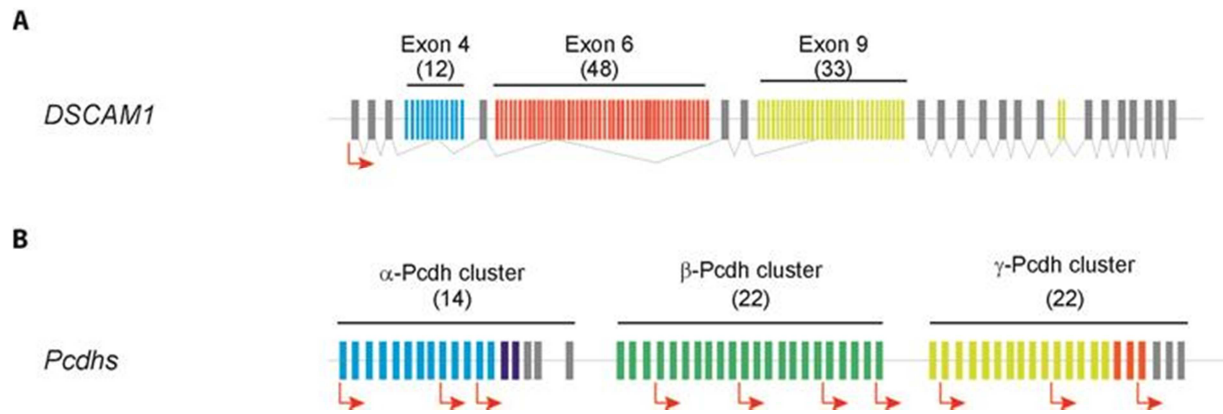 A
Exon 4
(12)
Exon 6
(48)
Exon 9
(33)
DSCAM1
B
α-Pcdh cluster
(14)
β-Pcdh cluster
(22)
γ-Pcdh cluster
(22)
Pcdhs